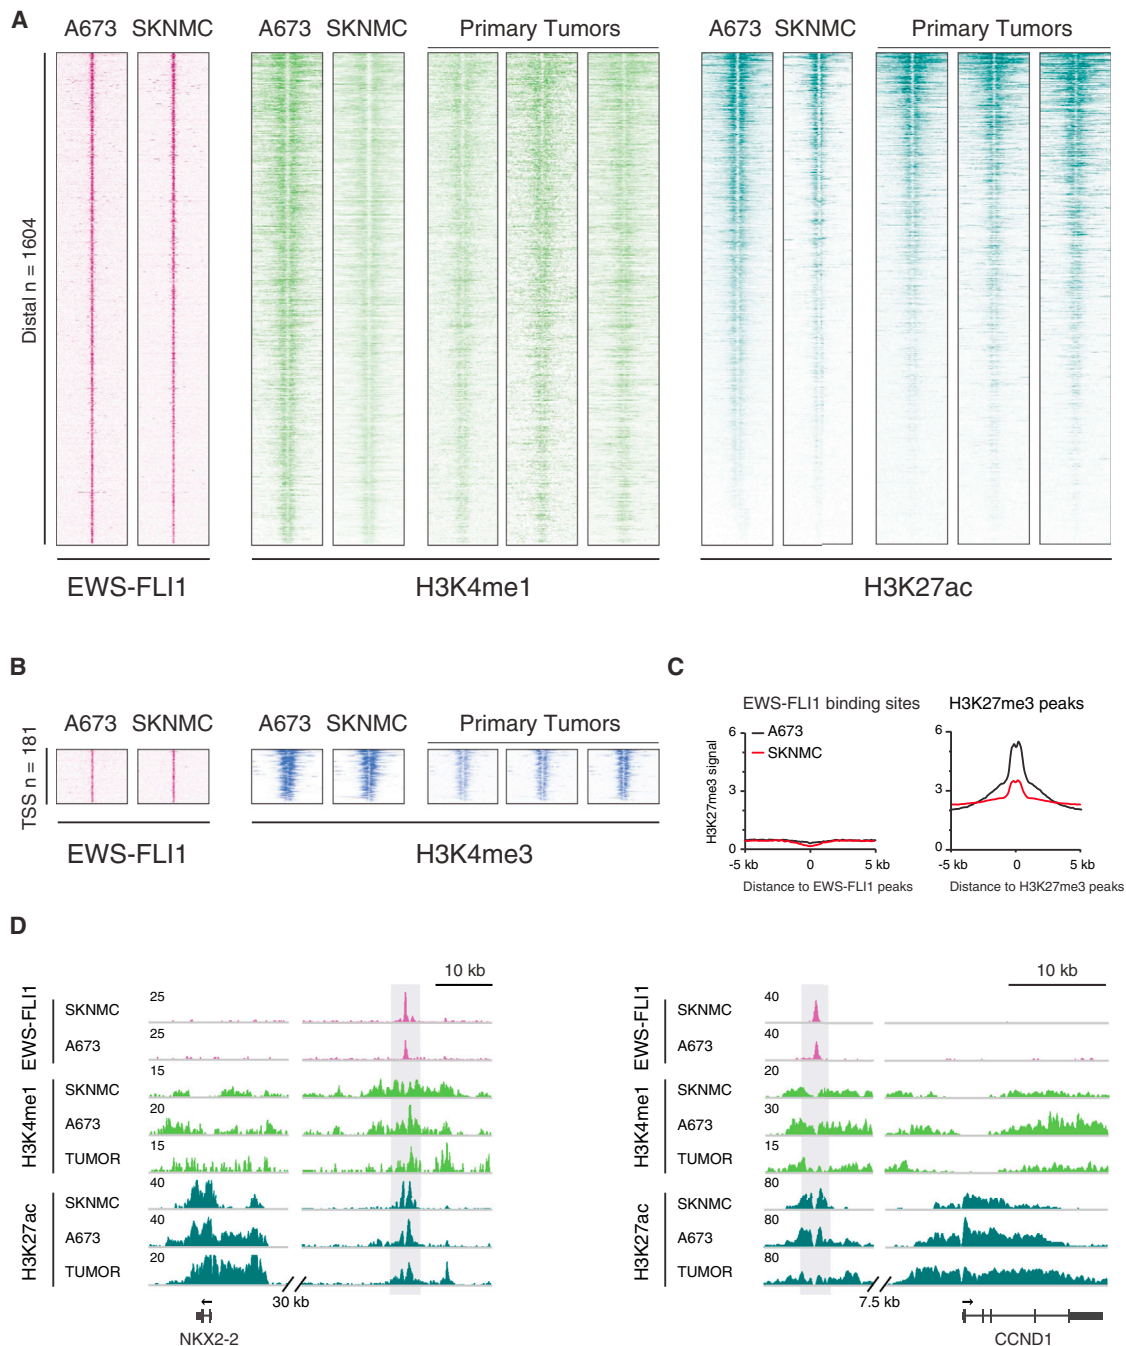 A
A673 SKNMC A673 SKNMC Primary Tumors A673 SKNMC Primary Tumors
Distal n = 1604
EWS-FLI1 H3K4me1 H3K27ac
B
A673 SKNMC A673 SKNMC Primary Tumors
TSS n = 181
EWS-FLI1 H3K4me3
C
EWS-FLI1 binding sites H3K27me3 peaks
A673
SKNMC
H3K27me3 signal
6
3
0
-5 kb 0 5 kb
Distance to EWS-FLI1 peaks
6
3
0
-5 kb 0 5 kb
Distance to H3K27me3 peaks
D
10 kb
EWS-FLI1
SKNMC 25
A673 25
H3K4me1
SKNMC 15
A673 20
TUMOR 15
H3K27ac
SKNMC 40
A673 40
TUMOR 20
30 kb
NKX2-2
10 kb
EWS-FLI1
SKNMC 40
A673 40
H3K4me1
SKNMC 20
A673 30
TUMOR 15
H3K27ac
SKNMC 80
A673 80
TUMOR 80
7.5 kb
CCND1